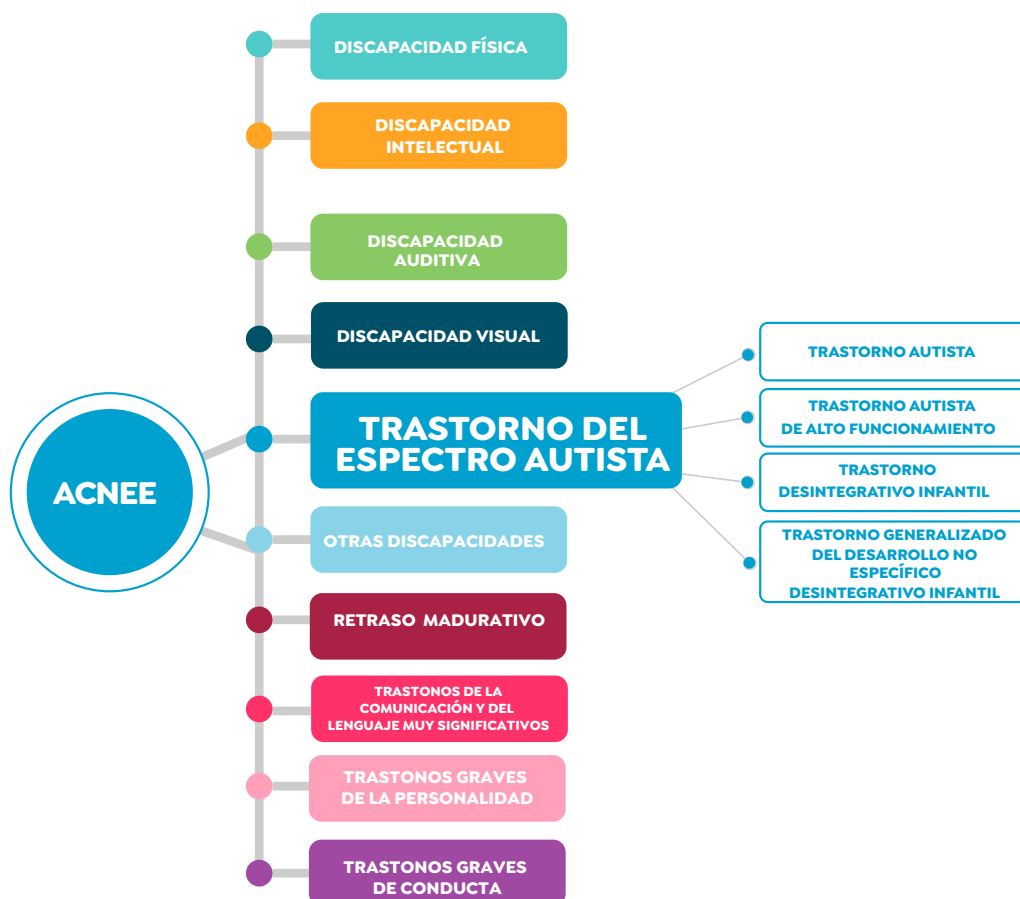 DISCAPACIDAD FÍSICA
DISCAPACIDAD
INTELECTUAL
DISCAPACIDAD
AUDITIVA
DISCAPACIDAD VISUAL
ACNEE
TRASTORNO DEL
ESPECTRO AUTISTA
TRASTORNO AUTISTA
TRASTORNO AUTISTA
DE ALTO FUNCIONAMIENTO
TRASTORNO
DESINTEGRATIVO INFANTIL
TRASTORNO GENERALIZADO
DEL DESARROLLO NO
ESPECÍFICO
DESINTEGRATIVO INFANTIL
OTRAS DISCAPACIDADES
RETRASO MADURATIVO
TRASTONOS DE LA
COMUNICACIÓN Y DEL
LENGUAJE MUY SIGNIFICATIVOS
TRASTONOS GRAVES
DE LA PERSONALIDAD
TRASTONOS GRAVES
DE CONDUCTA